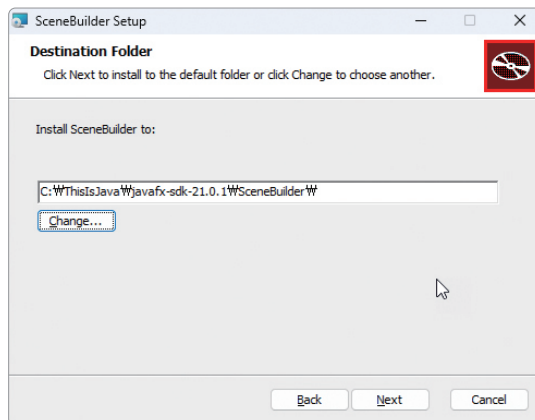 SceneBuilder Setup
Destination Folder
Click Next to install to the default folder or click Change to choose another.
Install SceneBuilder to:
C:₩ThisIsJava₩javafx-sdk-21.0.1₩SceneBuilder₩
Change...
Back
Next
Cancel